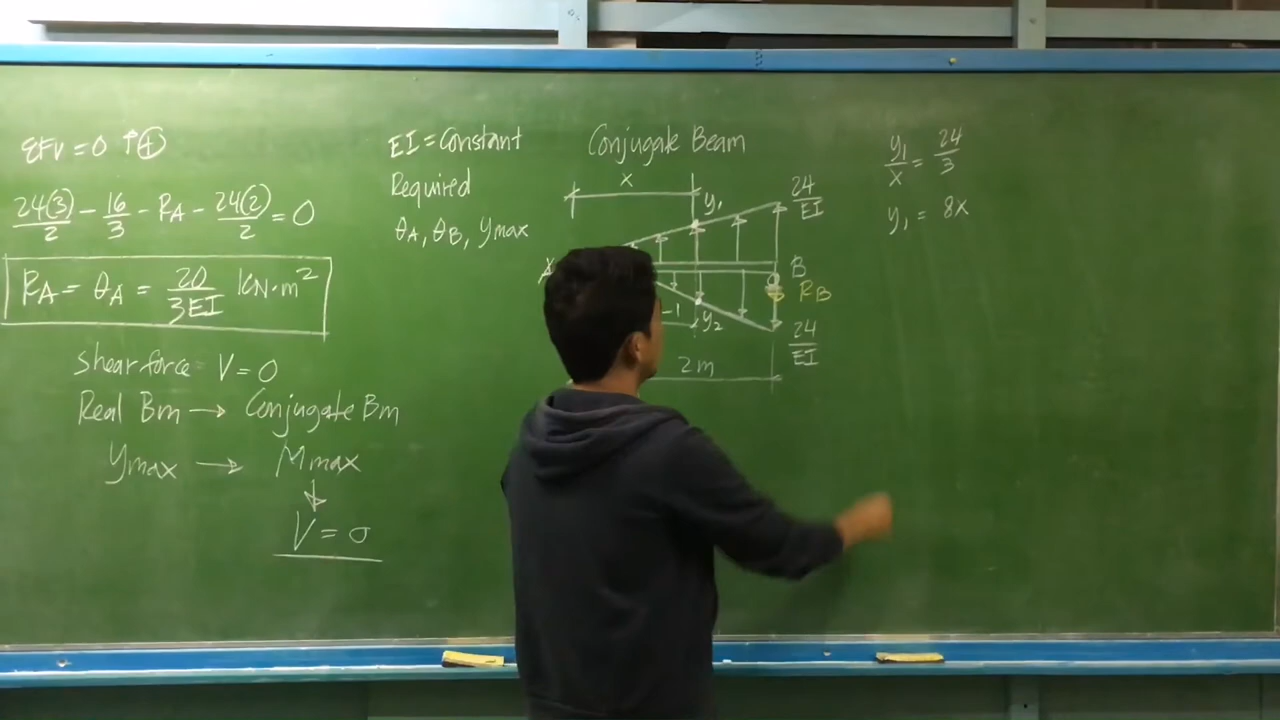 ΣFV = 0 ↑⊕
24(3)/2 - 16/3 - RA - 24(2)/2 = 0
RA = θA = 20/3EI KN·m²
shear force V = 0
Real Bm → Conjugate Bm
Ymax → Mmax
↓
V = 0
EI = Constant
Required
θA, θB, Ymax
Conjugate Beam
x
y₁
24/EI
A
B
RB
-1
y₂
24/EI
2m
y₁/x = 24/3
y₁ = 8x